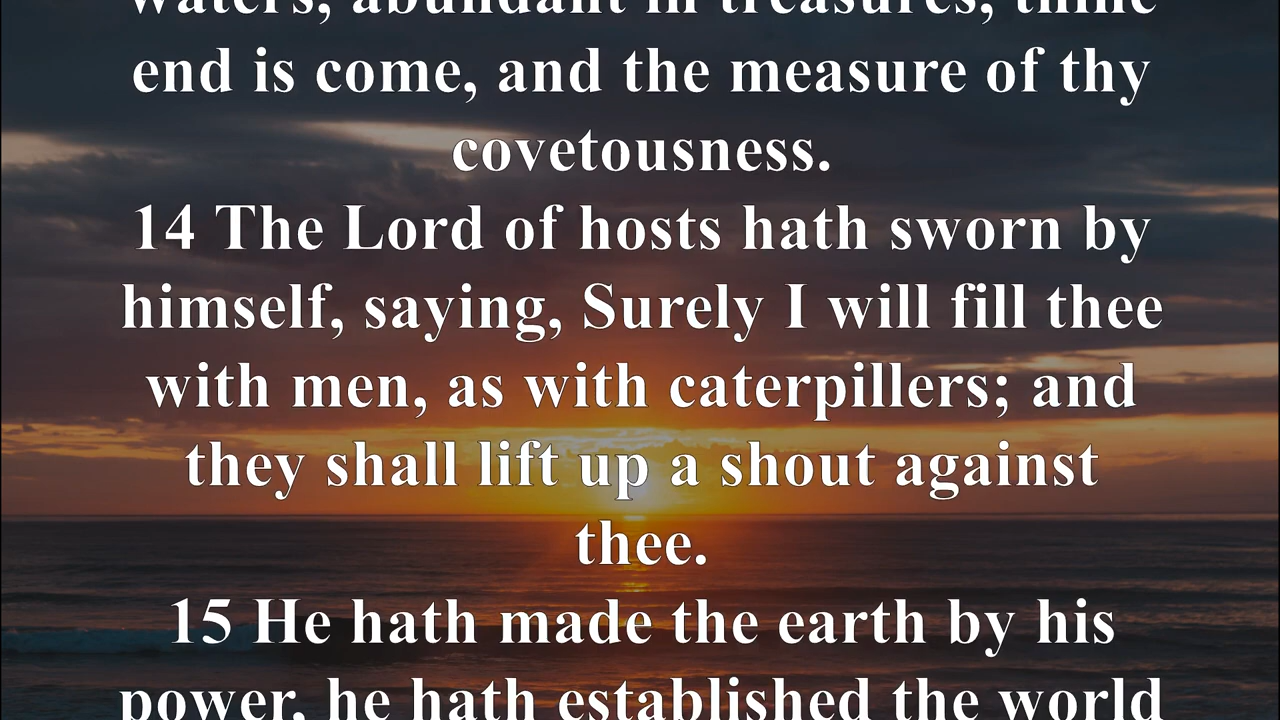 waters, abundant in treasures, thine
end is come, and the measure of thy
covetousness.
14 The Lord of hosts hath sworn by
himself, saying, Surely I will fill thee
with men, as with caterpillers; and
they shall lift up a shout against
thee.
15 He hath made the earth by his
power, he hath established the world